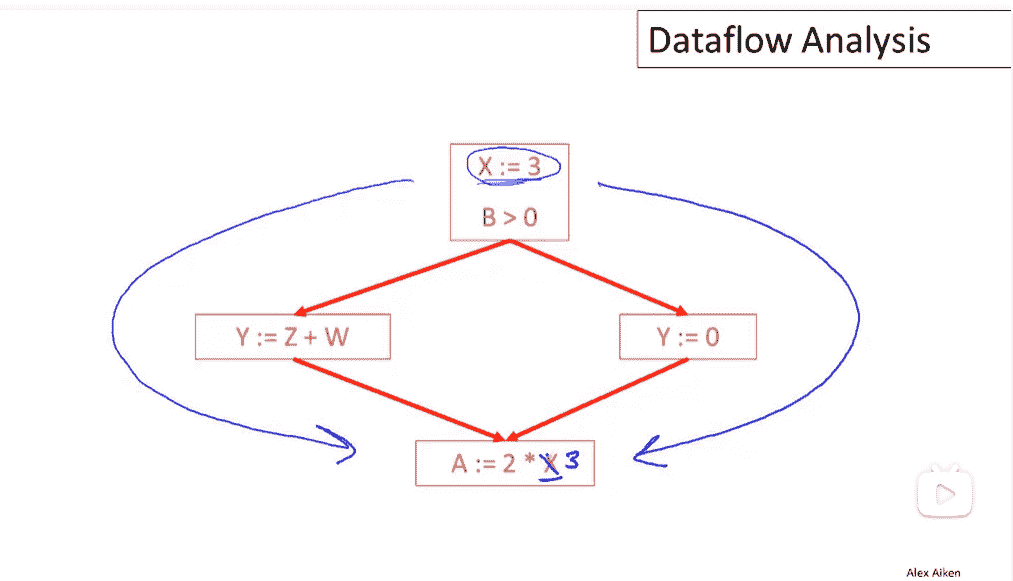 Dataflow Analysis
X := 3
B > 0
Y := Z + W
Y := 0
A := 2 * X 3
Alex Aiken